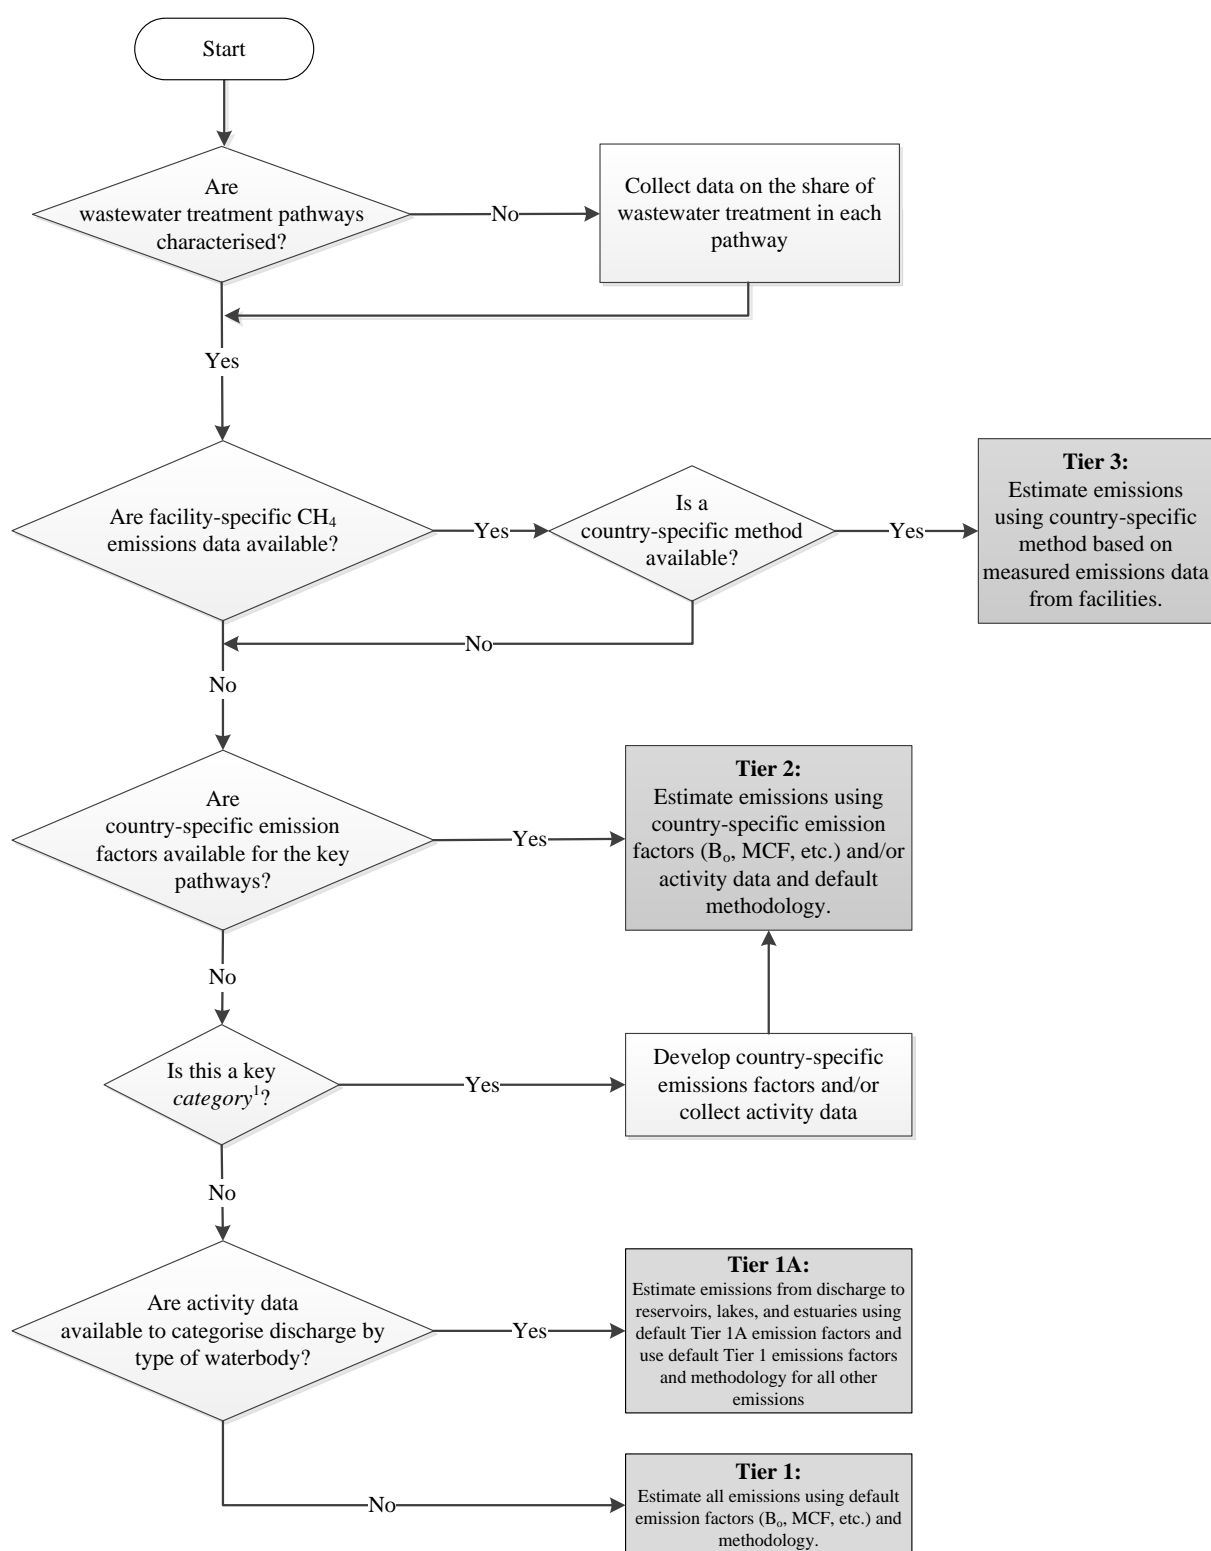 Start
Are
wastewater treatment pathways
characterised?
No
Collect data on the share of
wastewater treatment in each
pathway
Yes
Are facility-specific CH₄
emissions data available?
Yes
Is a
country-specific method
available?
Yes
Tier 3:
Estimate emissions
using country-specific
method based on
measured emissions data
from facilities.
No
No
Are
country-specific emission
factors available for the key
pathways?
Yes
Tier 2:
Estimate emissions using
country-specific emission
factors (Bₒ, MCF, etc.) and/or
activity data and default
methodology.
No
Is this a key
category¹?
Yes
Develop country-specific
emissions factors and/or
collect activity data
No
Are activity data
available to categorise discharge by
type of waterbody?
Yes
Tier 1A:
Estimate emissions from discharge to
reservoirs, lakes, and estuaries using
default Tier 1A emission factors and
use default Tier 1 emissions factors
and methodology for all other
emissions
No
Tier 1:
Estimate all emissions using default
emission factors (Bₒ, MCF, etc.) and
methodology.